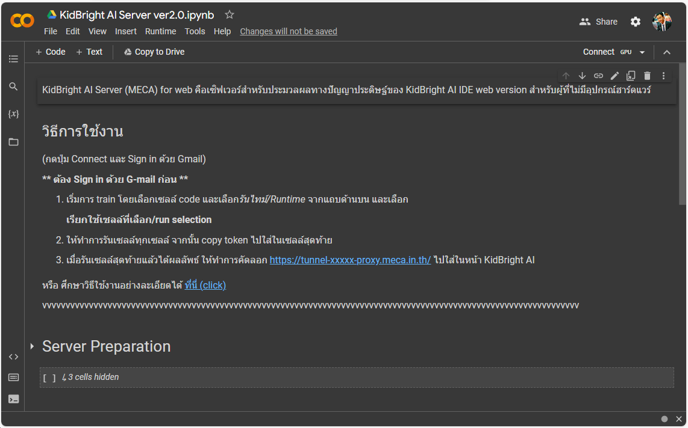 KidBright AI Server ver2.0.ipynb
File Edit View Insert Runtime Tools Help Changes will not be saved
Share
+ Code + Text Copy to Drive
Connect GPU
KidBright AI Server (MECA) for web คือเซิฟเวอร์สำหรับประมวลผลทางปัญญาประดิษฐ์ของ KidBright AI IDE web version สำหรับผู้ที่ไม่มีอุปกรณ์ฮาร์ดแวร์
วิธีการใช้งาน
(กดปุ่ม Connect และ Sign in ด้วย Gmail)
** ต้อง Sign in ด้วย G-mail ก่อน **
1. เริ่มการ train โดยเลือกเซลล์ code และเลือกรันไทม์/Runtime จากแถบด้านบน และเลือก
เรียกใช้เซลล์ที่เลือก/run selection
2. ให้ทำการรันเซลล์ทุกเซลล์ จากนั้น copy token ไปใส่ในเซลล์สุดท้าย
3. เมื่อรันเซลล์สุดท้ายแล้วได้ผลลัพธ์ ให้ทำการคัดลอก https://tunnel-xxxxx-proxy.meca.in.th/ ไปใส่ในหน้า KidBright AI
หรือ ศึกษาวิธีใช้งานอย่างละเอียดได้ ที่นี่ (click)
Server Preparation
[ ] ↳ 3 cells hidden